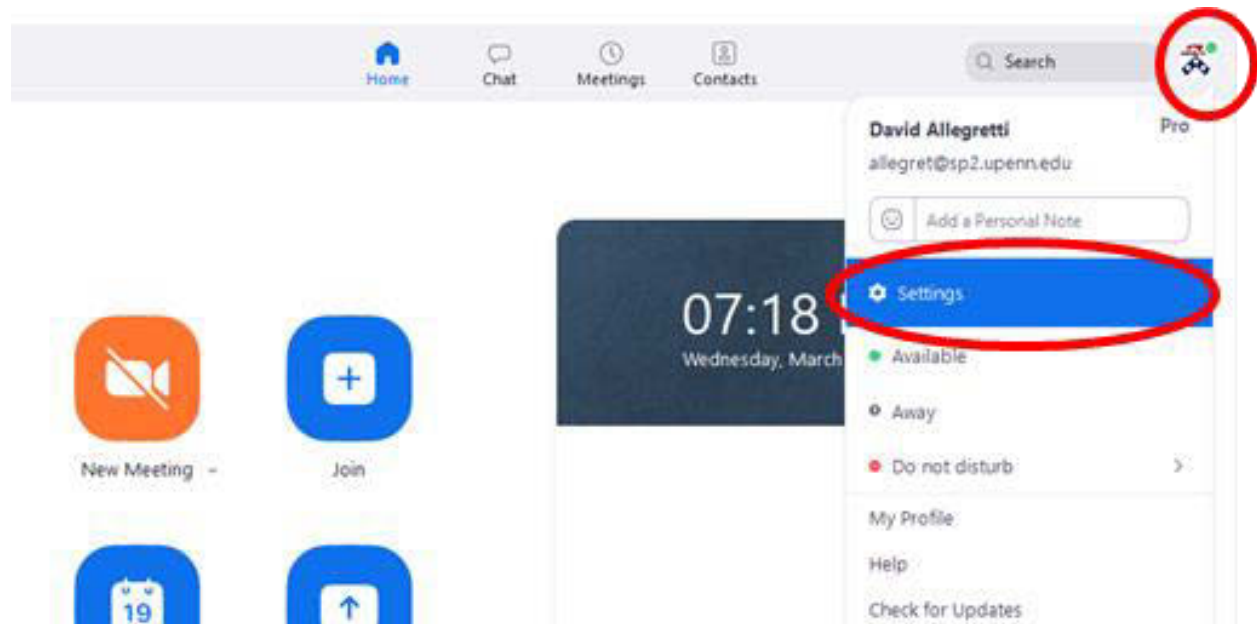 Home
Chat
Meetings
Contacts
Search
David Allegretti
Pro
allegret@sp2.upenn.edu
Add a Personal Note
Settings
07:18
Wednesday, March
Available
Away
Do not disturb
New Meeting
Join
My Profile
Help
19
Check for Updates